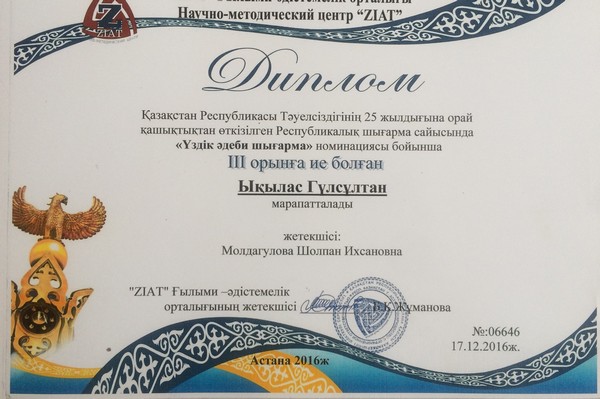 Научно-методический центр "ZIAT"
ZIAT
Диплом
Қазақстан Республикасы Тәуелсіздігінің 25 жылдығына орай
қашықтықтан өткізілген Республикалық шығарма сайысында
«Үздік әдеби шығарма» номинациясы бойынша
III орынға ие болған
Ықылас Гүлсұлтан
марапатталады
жетекшісі:
Молдагулова Шолпан Ихсановна
"ZIAT" Ғылыми –әдістемелік
орталығының жетекшісі Б.К.Жуманова
№:06646
17.12.2016ж.
Астана 2016ж